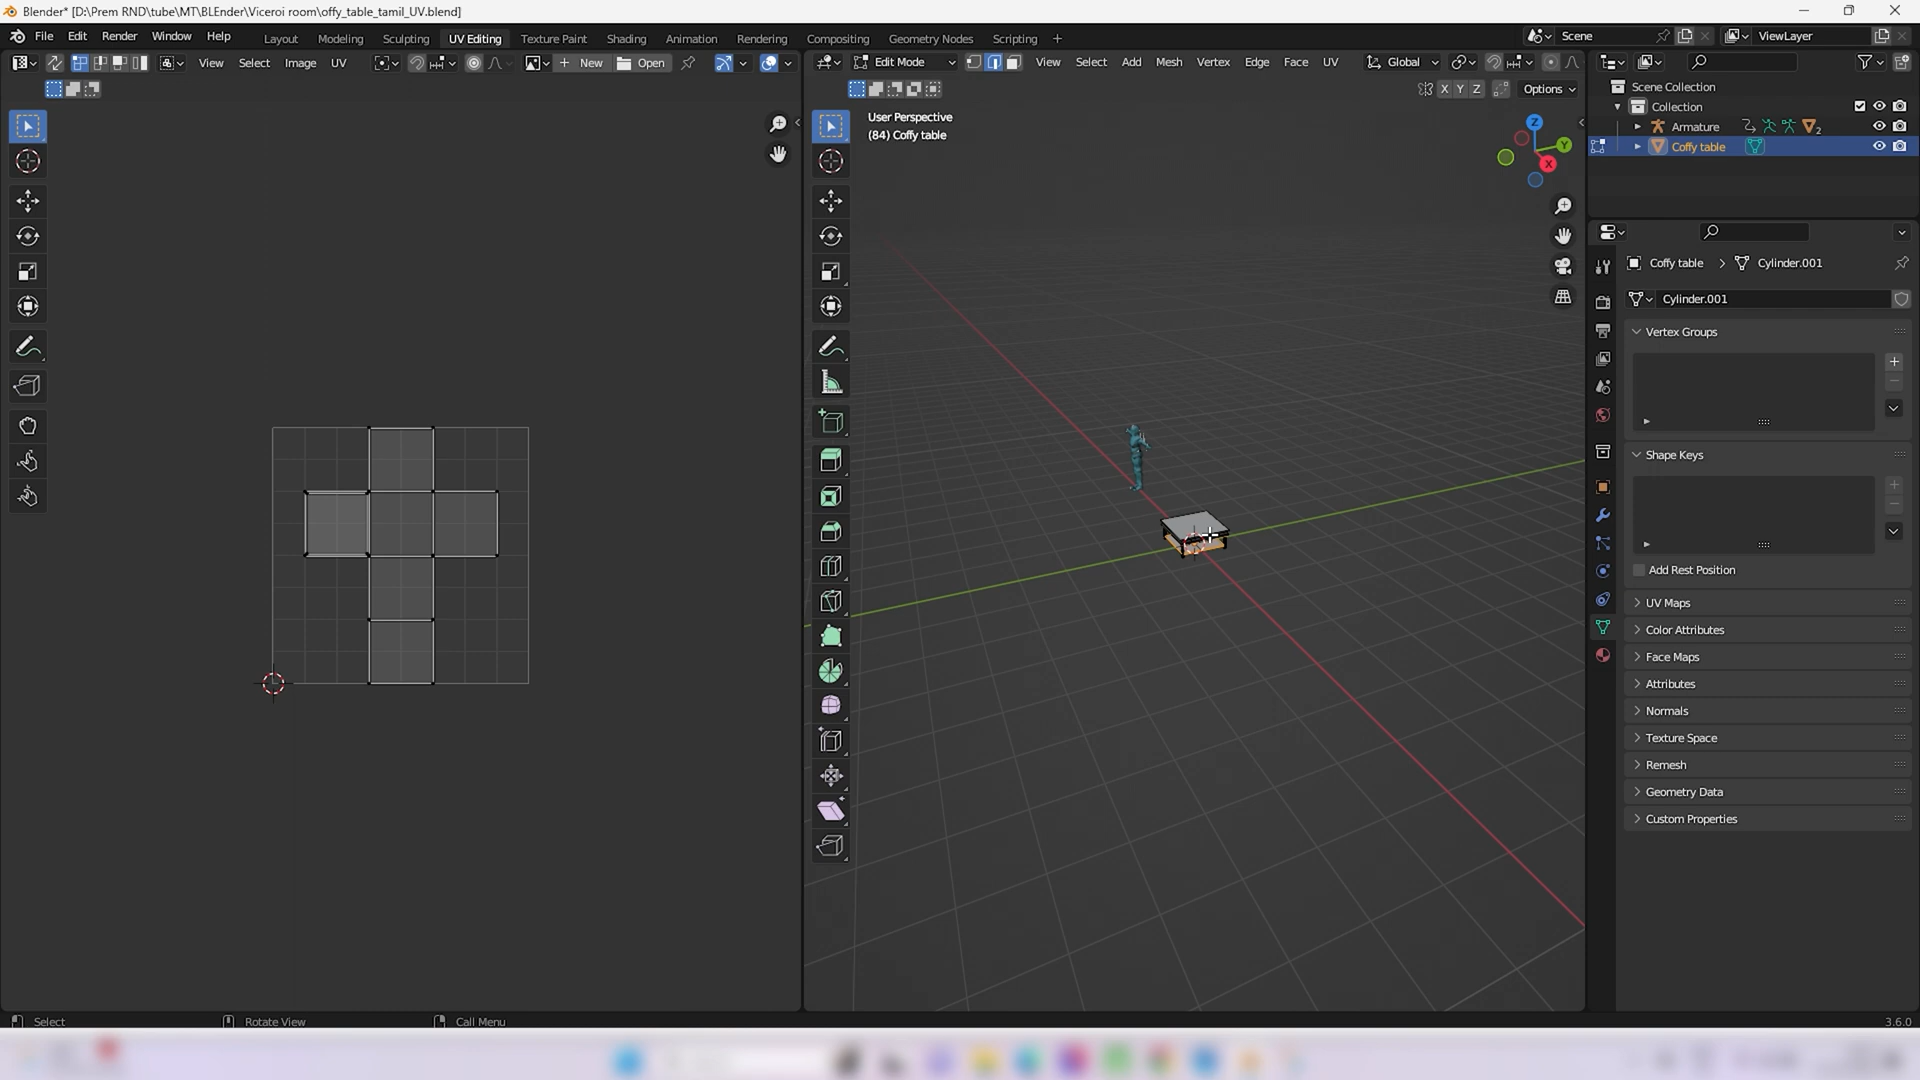 Blender* [D:\Prem RND\tube\MT\BLEnder\Viceroi room\offy_table_tamil_UV.blend]
File Edit Render Window Help Layout Modeling Sculpting UV Editing Texture Paint Shading Animation Rendering Compositing Geometry Nodes Scripting + Scene ViewLayer
View Select Image UV New Open Edit Mode View Select Add Mesh Vertex Edge Face UV Global
X Y Z Options
User Perspective
(84) Coffy table
Z
Y
X
Scene Collection
Collection
Armature 2
Coffy table
Coffy table > Cylinder.001
Cylinder.001
Vertex Groups
Shape Keys
Add Rest Position
UV Maps
Color Attributes
Face Maps
Attributes
Normals
Texture Space
Remesh
Geometry Data
Custom Properties
Select Rotate View Call Menu 3.6.0